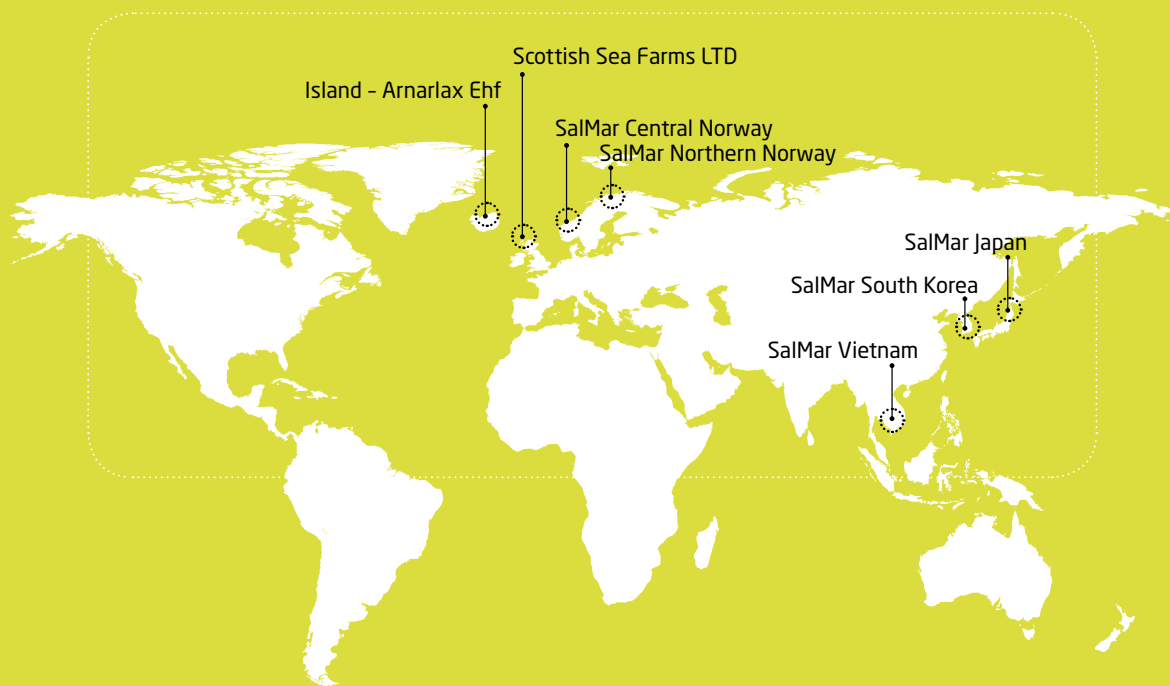 Scottish Sea Farms LTD
Island – Arnarlax Ehf
SalMar Central Norway
SalMar Northern Norway
SalMar Japan
SalMar South Korea
SalMar Vietnam